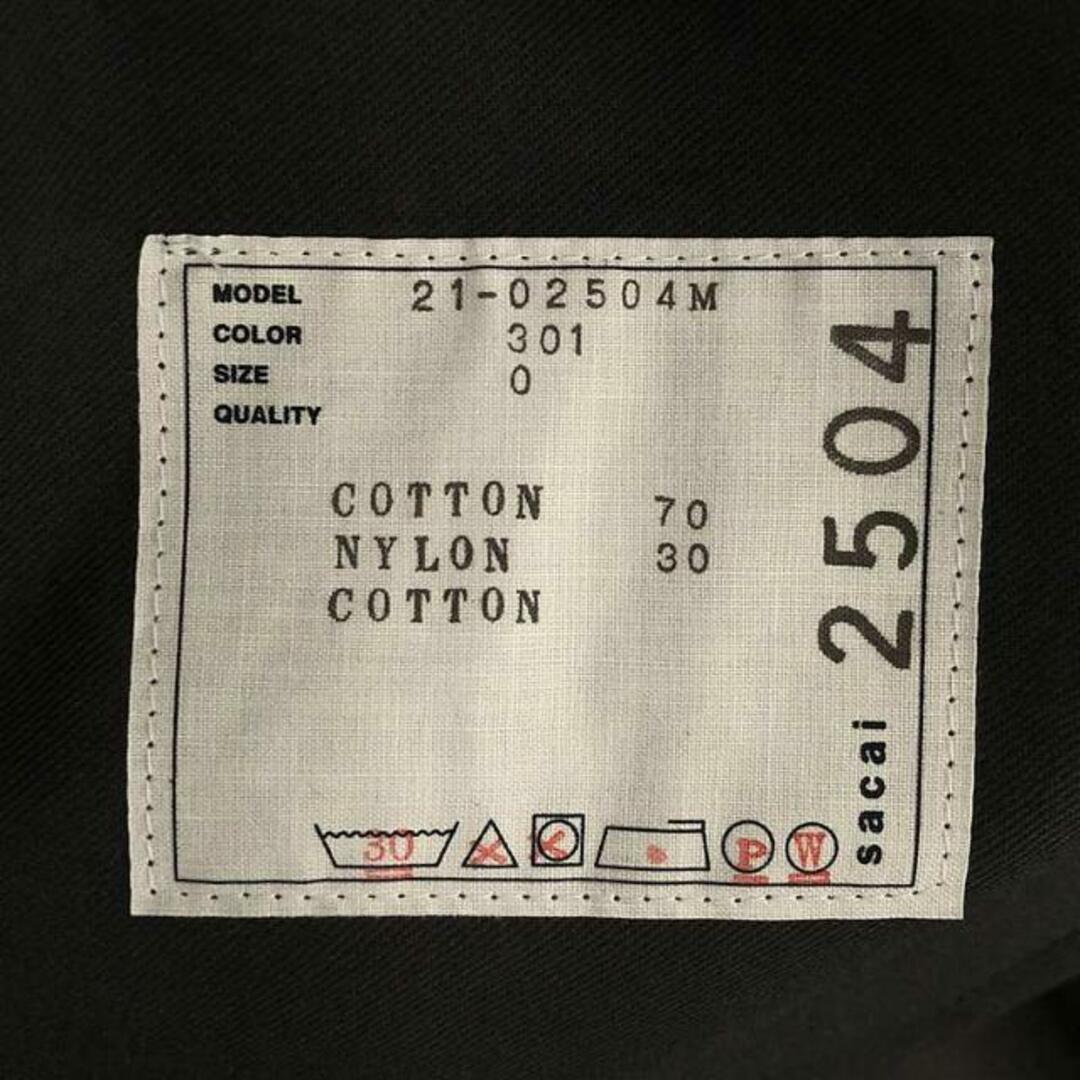 MODEL 21-02504M
COLOR 301
SIZE 0
QUALITY
COTTON 70
NYLON 30
COTTON
30
P
W
sacai 2504